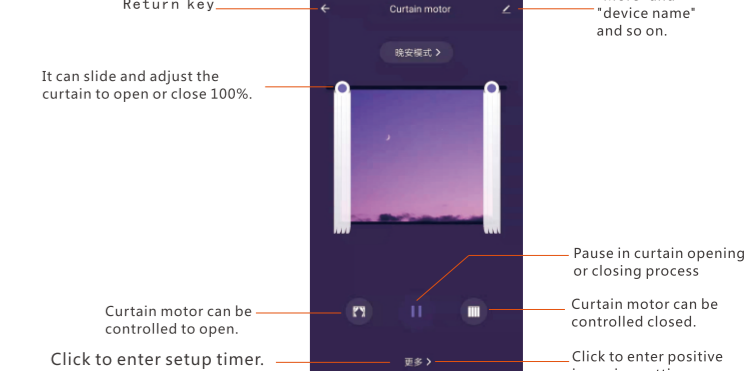 Return key
Curtain motor
"device name"
and so on.
晚安模式 >
It can slide and adjust the
curtain to open or close 100%.
Pause in curtain opening
or closing process
Curtain motor can be
controlled to open.
Curtain motor can be
controlled closed.
Click to enter setup timer.
更多 >
Click to enter positive